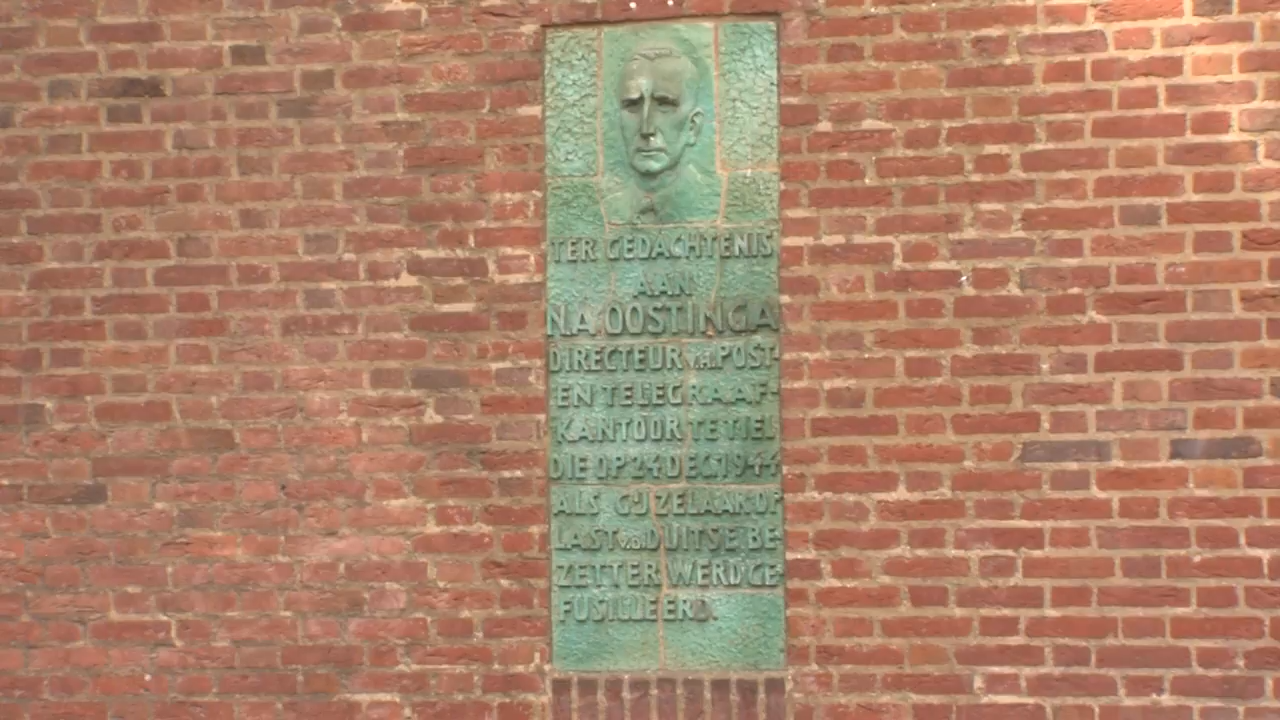 TER GEDACHTENIS
AAN
N.A. OOSTINGA
DIRECTEUR V.H. POST-
EN TELEGRAAF-
KANTOOR TE TIEL
DIE OP 24 DEC. 1944
ALS GIJZELAAR OP
LAST V.D. DUITSE BE-
ZETTER WERD GE-
FUSILLEERD.